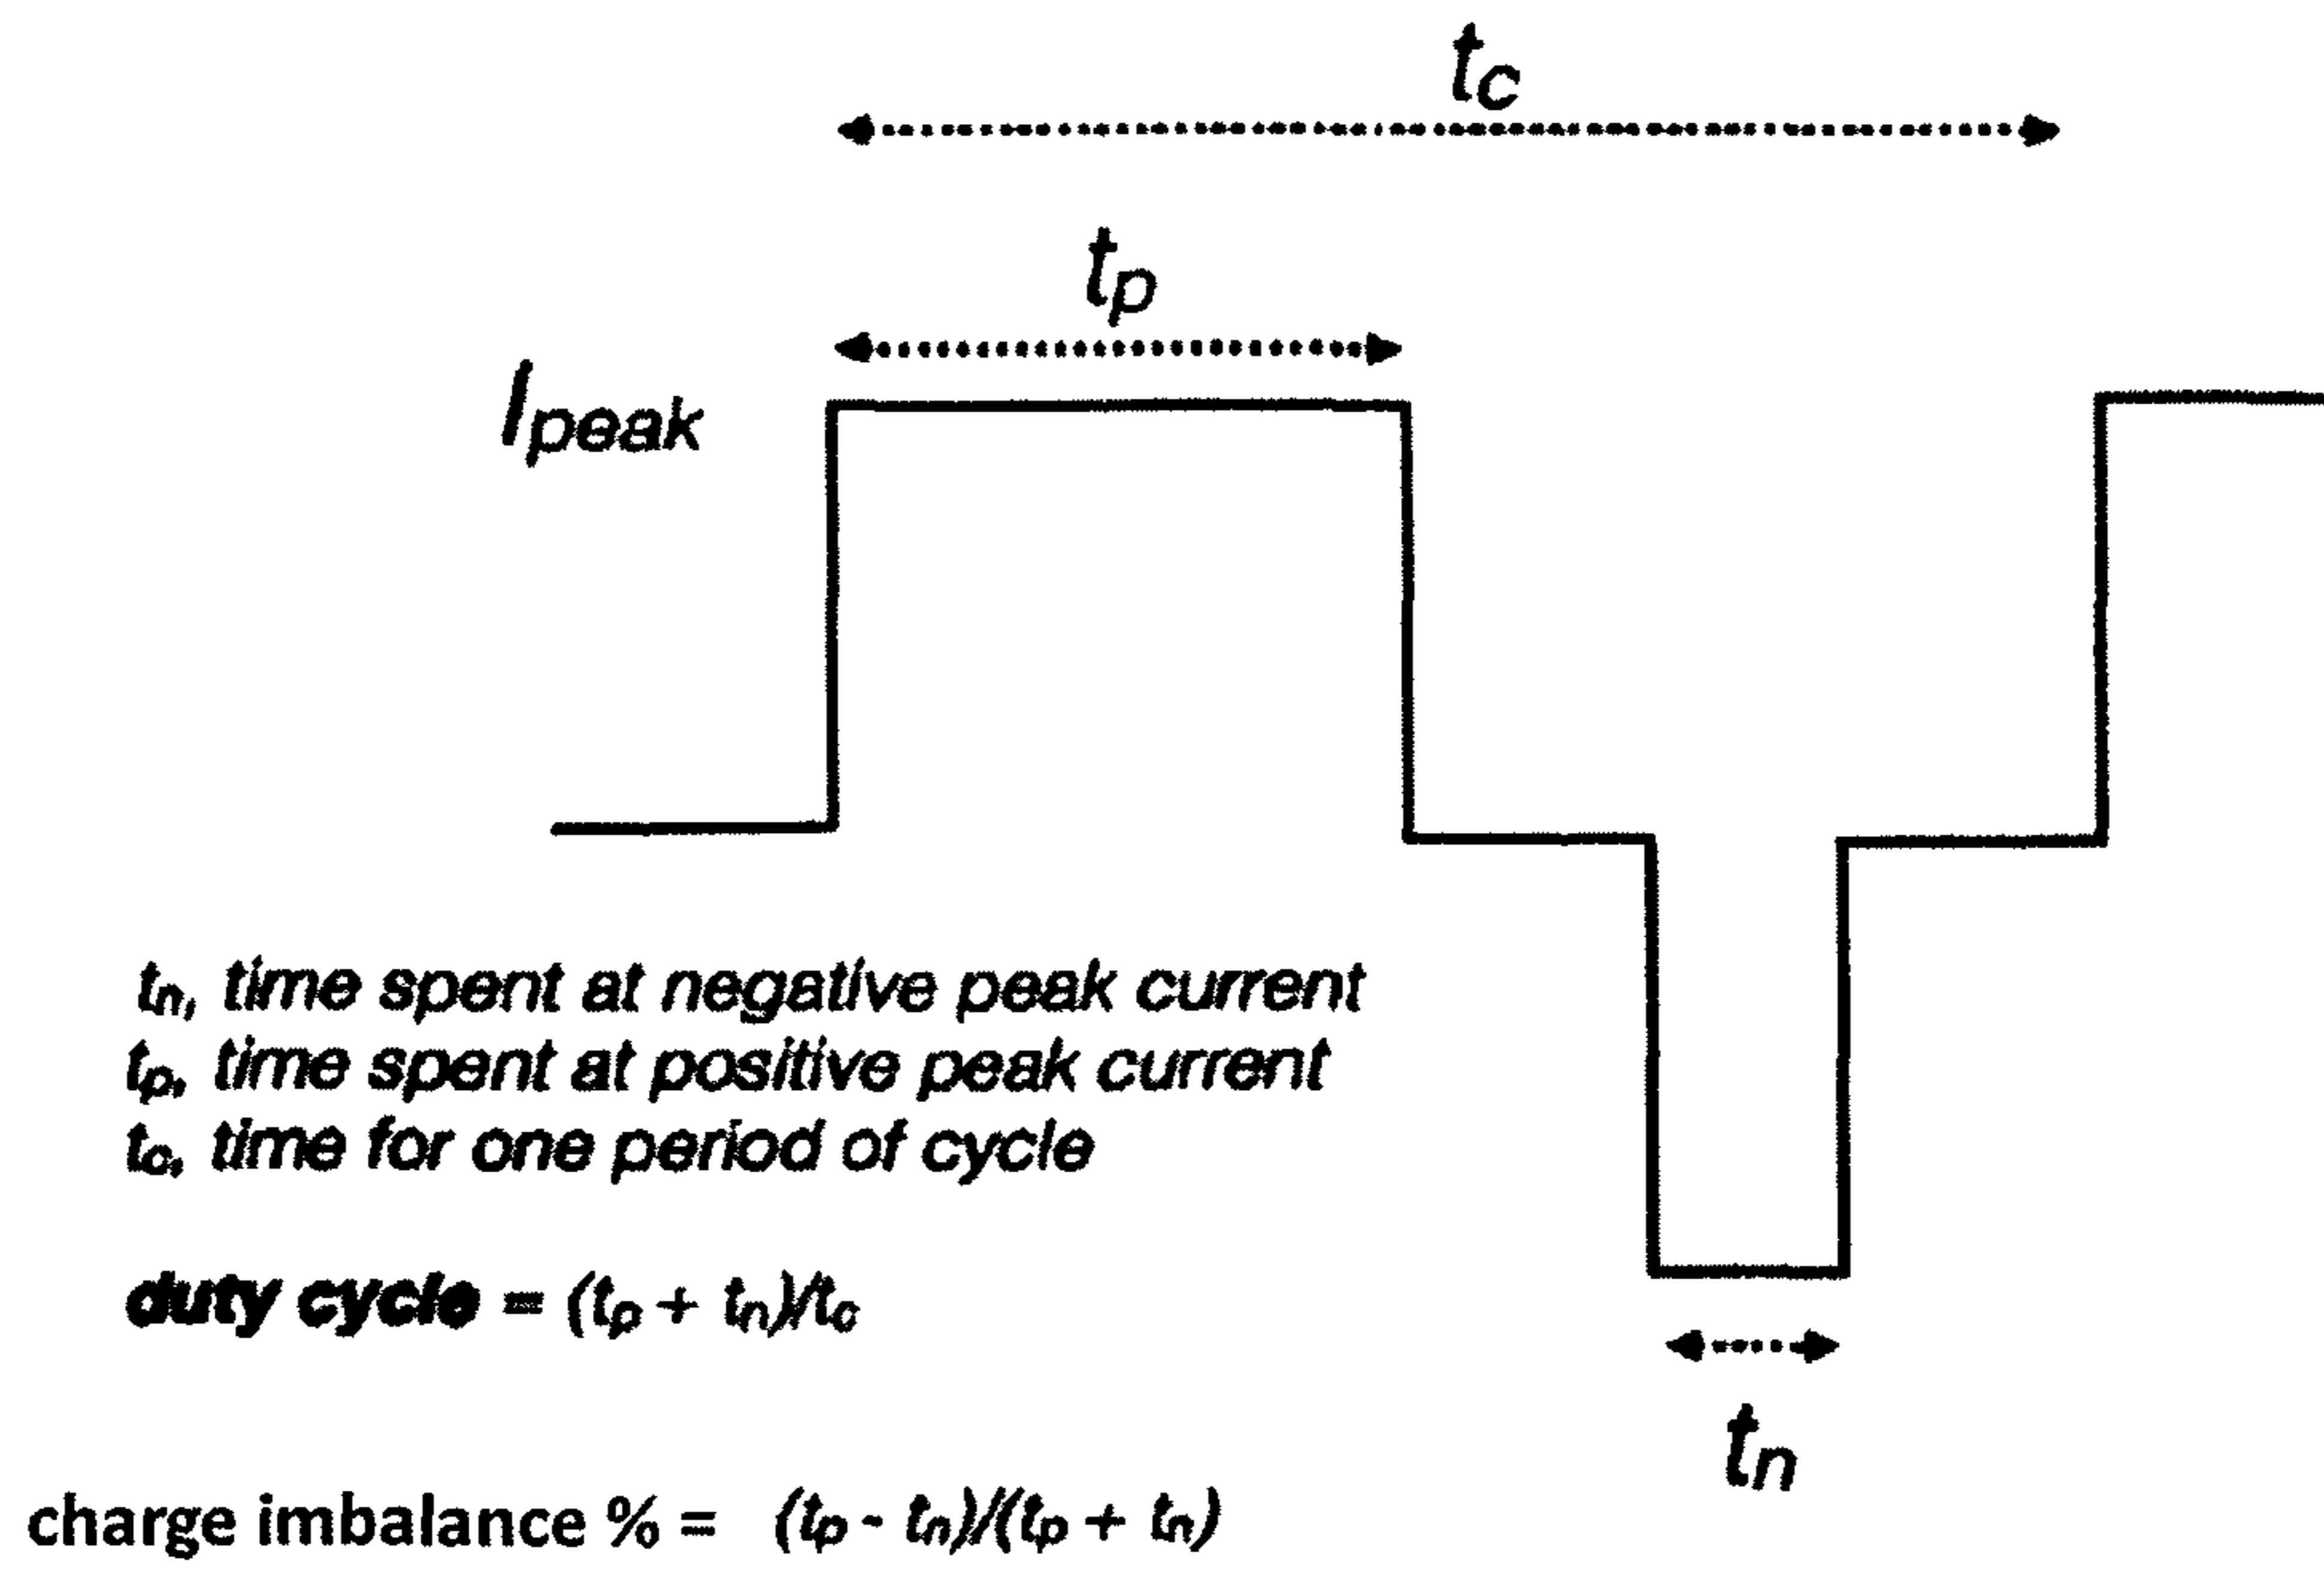 tc
tp
Ipeak
tn, time spent at negative peak current
tp, time spent at positive peak current
tc, time for one period of cycle
duty cycle = (tp + tn)/tc
tn
charge imbalance % = (tp - tn)/(tp + tn)